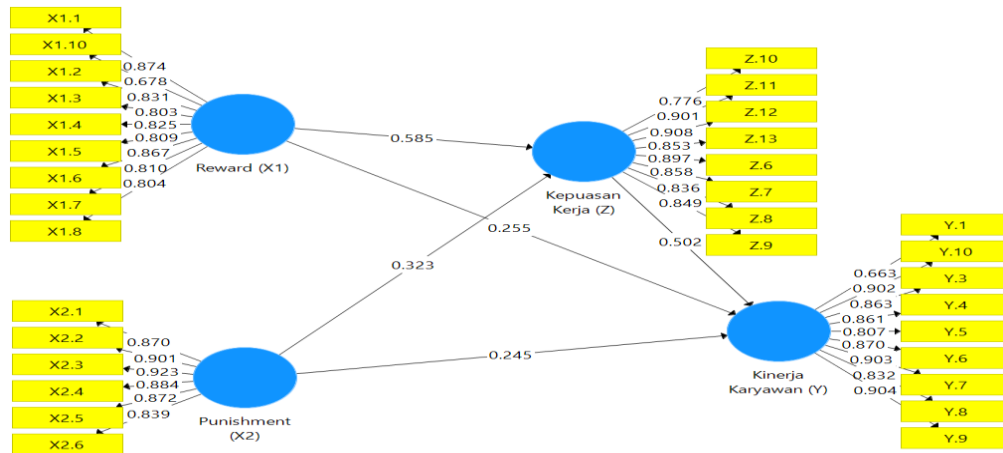 X1.1
X1.10
X1.2
X1.3
X1.4
X1.5
X1.6
X1.7
X1.8
0.874
0.678
0.831
0.803
0.825
0.809
0.867
0.810
0.804
Reward (X1)
0.585
0.255
0.323
0.245
0.502
Kepuasan
Kerja (Z)
0.776
0.901
0.908
0.853
0.897
0.858
0.836
0.849
Z.10
Z.11
Z.12
Z.13
Z.6
Z.7
Z.8
Z.9
X2.1
X2.2
X2.3
X2.4
X2.5
X2.6
0.870
0.901
0.923
0.884
0.872
0.839
Punishment
(X2)
Kinerja
Karyawan (Y)
0.663
0.902
0.863
0.861
0.807
0.870
0.903
0.832
0.904
Y.1
Y.10
Y.3
Y.4
Y.5
Y.6
Y.7
Y.8
Y.9